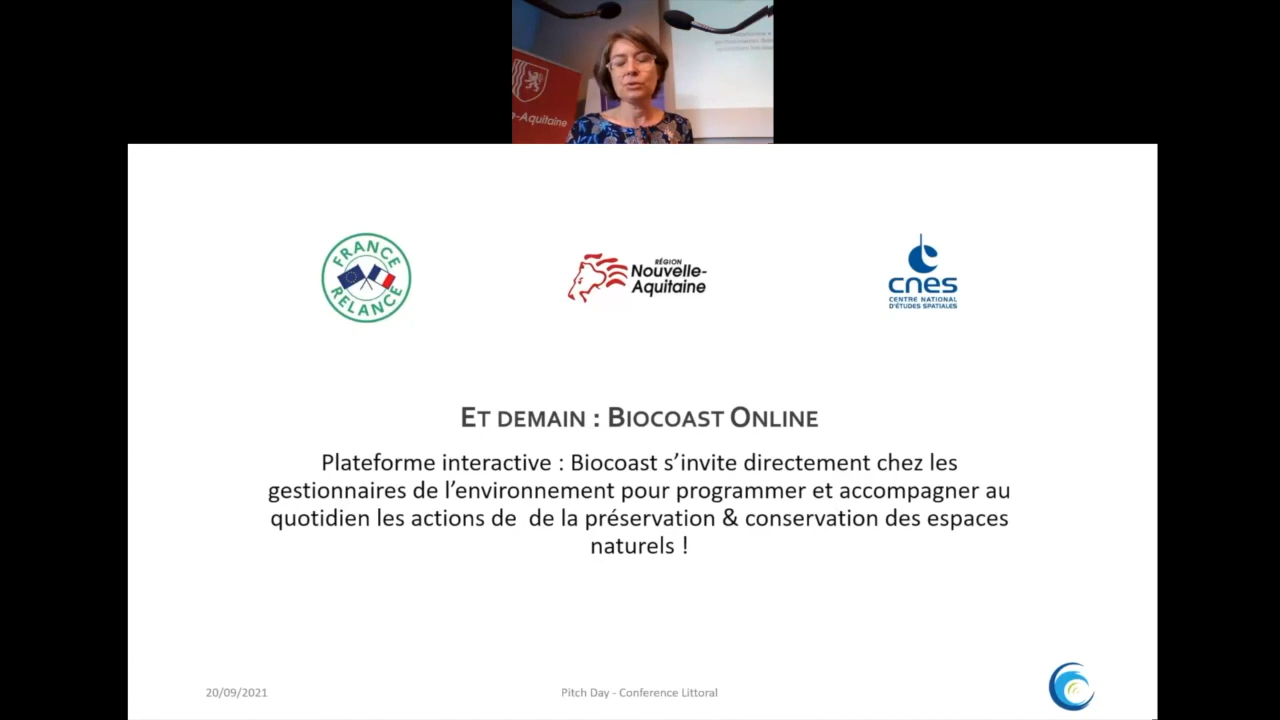 -Aquitaine
FRANCE
RELANCE
RÉGION
Nouvelle-
Aquitaine
cnes
CENTRE NATIONAL
D'ÉTUDES SPATIALES
ET DEMAIN : BIOCOAST ONLINE
Plateforme interactive : Biocoast s'invite directement chez les
gestionnaires de l'environnement pour programmer et accompagner au
quotidien les actions de  de la préservation & conservation des espaces
naturels !
20/09/2021
Pitch Day - Conference Littoral